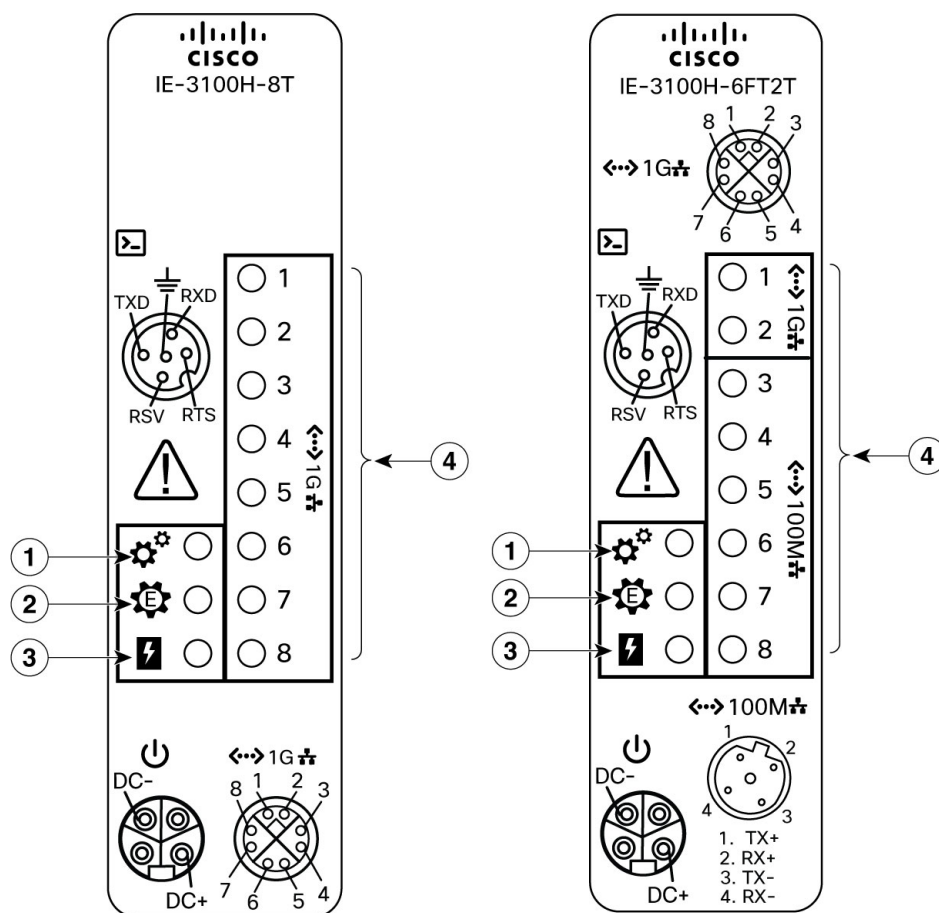 CISCO
IE-3100H-8T
>_
TXD
RXD
RSV
RTS
!
1
2
3
4
5
6
7
8
1G
E
1
2
3
4
DC-
DC+
1G
1
2
3
4
5
6
7
8
CISCO
IE-3100H-6FT2T
1G
1
2
3
4
5
6
7
8
>_
TXD
RXD
RSV
RTS
!
1
2
1G
3
4
5
6
7
8
100M
E
1
2
3
4
DC-
DC+
100M
1
2
3
4
1. TX+
2. RX+
3. TX-
4. RX-